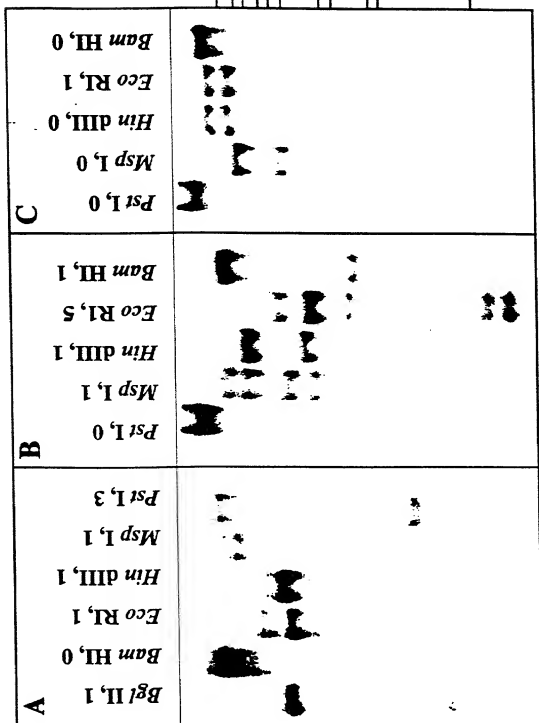 A
Bgl II, 1
Bam HI, 0
Eco RI, 1
Hin dIII, 1
Msp I, 1
Pst I, 3
B
Pst I, 0
Msp I, 1
Hin dIII, 1
Eco R1, 5
Bam HI, 1
C
Pst I, 0
Msp I, 0
Hin dIII, 0
Eco RI, 1
Bam HI, 0